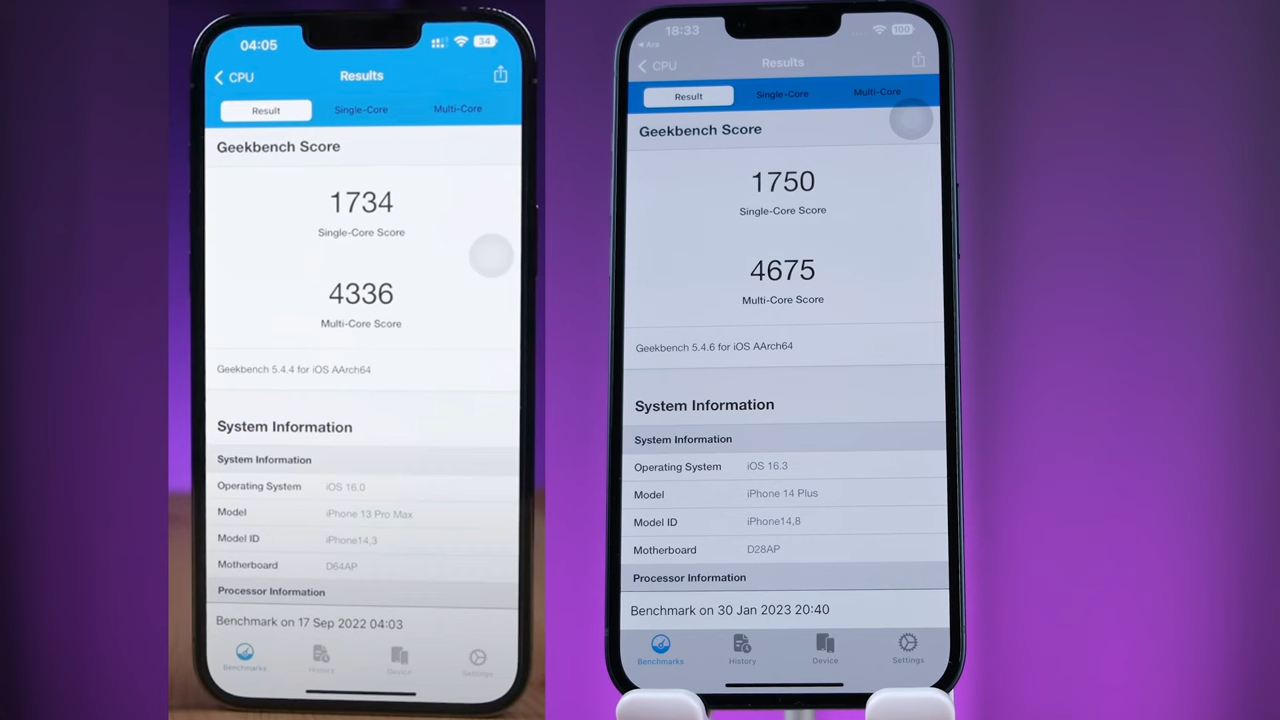 04:05
34
CPU
Results
Result
Single-Core
Multi-Core
Geekbench Score
1734
Single-Core Score
4336
Multi-Core Score
Geekbench 5.4.4 for iOS AArch64
System Information
System Information
Operating System iOS 16.0
Model iPhone 13 Pro Max
Model ID iPhone14,3
Motherboard D64AP
Processor Information
Benchmark on 17 Sep 2022 04:03
Benchmarks
History
Device
Settings
18:33
100
Axs
CPU
Results
Result
Single-Core
Multi-Core
Geekbench Score
1750
Single-Core Score
4675
Multi-Core Score
Geekbench 5.4.6 for iOS AArch64
System Information
System Information
Operating System iOS 16.3
Model iPhone 14 Plus
Model ID iPhone14,8
Motherboard D28AP
Processor Information
Benchmark on 30 Jan 2023 20:40
Benchmarks
History
Device
Settings